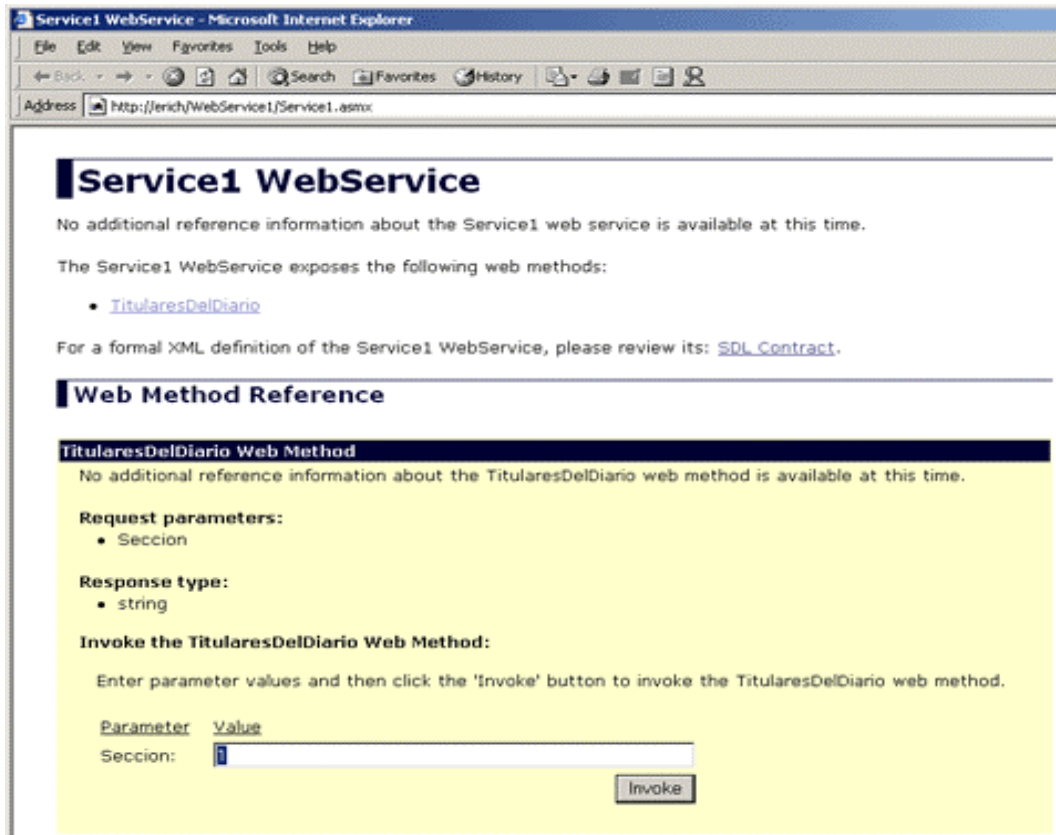 Service1 WebService - Microsoft Internet Explorer
File Edit View Favorites Tools Help
Back Search Favorites History
Address http://erich/WebService1/Service1.asmx
Service1 WebService
No additional reference information about the Service1 web service is available at this time.
The Service1 WebService exposes the following web methods:
• TitularesDelDiario
For a formal XML definition of the Service1 WebService, please review its: SDL Contract.
Web Method Reference
TitularesDelDiario Web Method
No additional reference information about the TitularesDelDiario web method is available at this time.
Request parameters:
• Seccion
Response type:
• string
Invoke the TitularesDelDiario Web Method:
Enter parameter values and then click the 'Invoke' button to invoke the TitularesDelDiario web method.
Parameter Value
Seccion: 1
Invoke